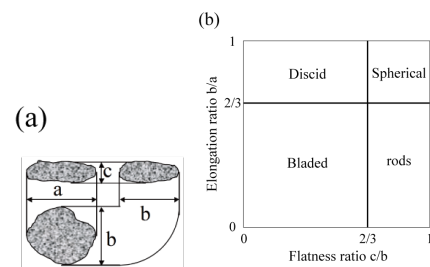 (a)
c
a
b
b
(b)
1
Discid
Spherical
2/3
Bladed
rods
0
0
2/3
1
Elongation ratio b/a
Flatness ratio c/b